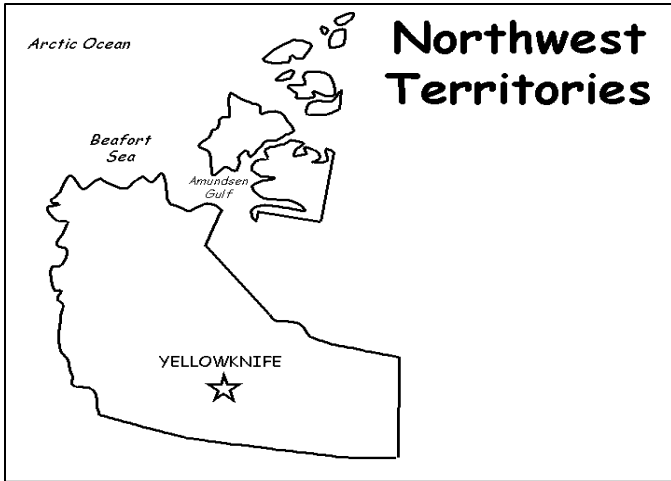 Northwest
Territories
Arctic Ocean
Beafort
Sea
Amundsen
Gulf
YELLOWKNIFE